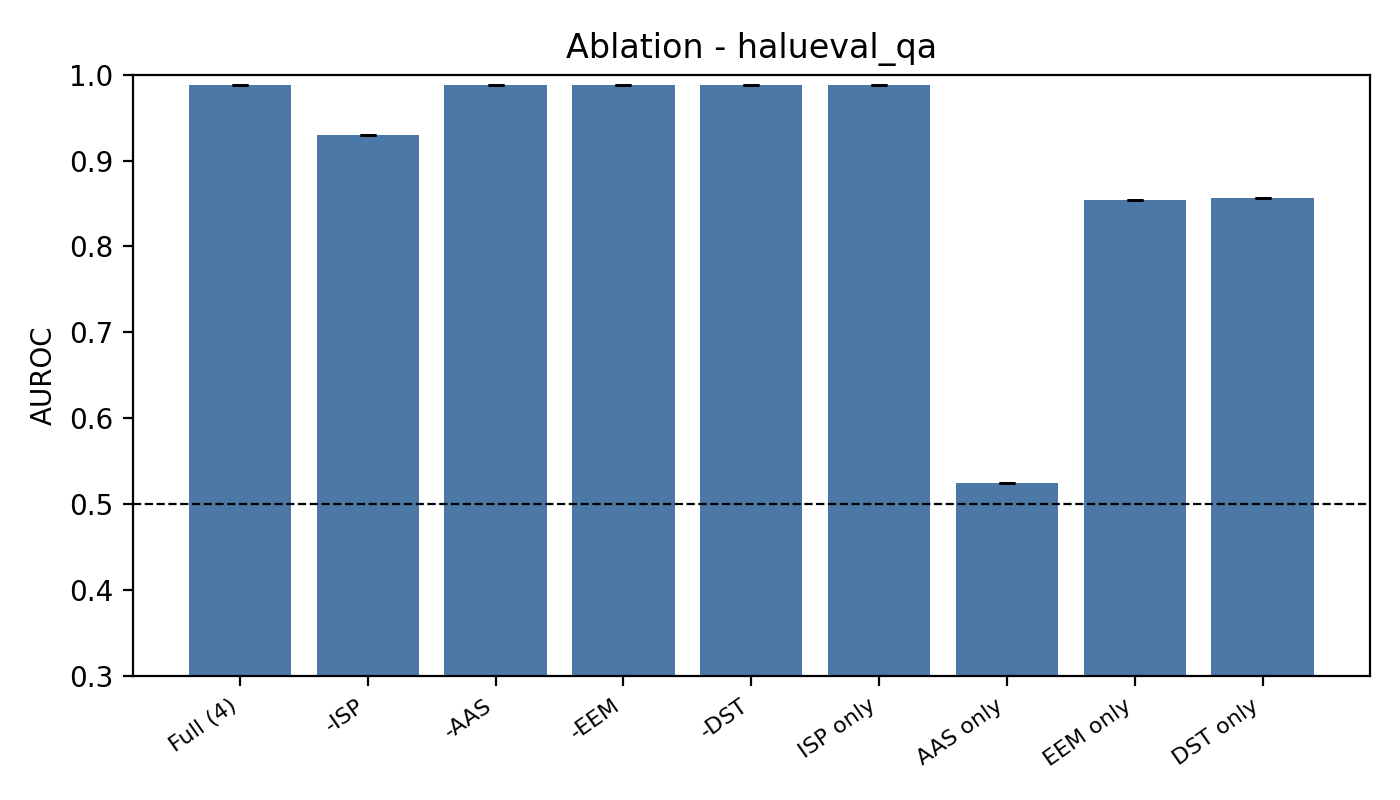 Ablation - halueval_qa
AUROC
1.0
0.9
0.8
0.7
0.6
0.5
0.4
0.3
Full (4)
-ISP
-AAS
-EEM
-DST
ISP only
AAS only
EEM only
DST only